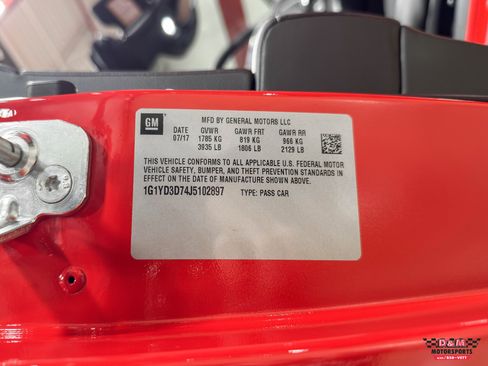 GM
MFD BY GENERAL MOTORS LLC
DATE GVWR GAWR FRT GAWR RR
07/17 1785 KG 819 KG 966 KG
3935 LB 1806 LB 2129 LB
THIS VEHICLE CONFORMS TO ALL APPLICABLE U.S. FEDERAL MOTOR
VEHICLE SAFETY, BUMPER, AND THEFT PREVENTION STANDARDS IN
EFFECT ON THE DATE OF MANUFACTURE SHOWN ABOVE.
1G1YD3D74J5102897 TYPE: PASS CAR
D&M
MOTORSPORTS